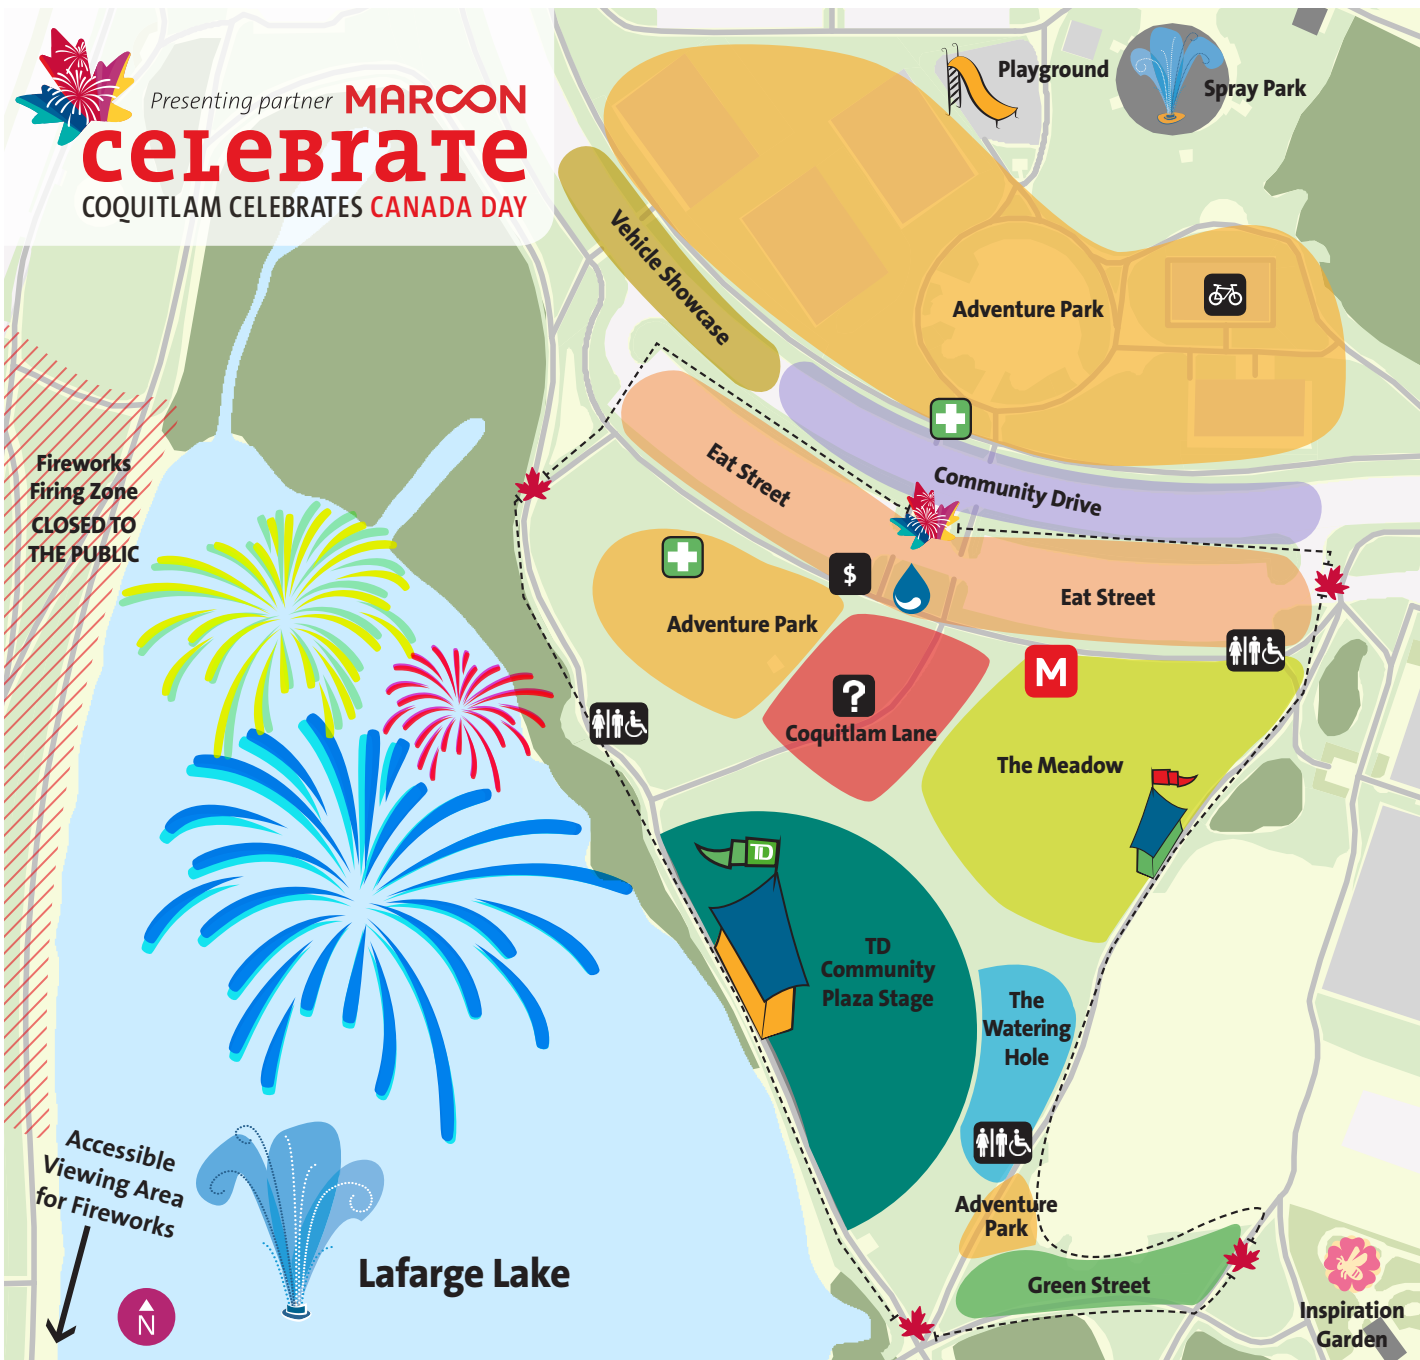 Presenting partner MARCON
CELEBRATE
COQUITLAM CELEBRATES CANADA DAY
Playground
Spray Park
Vehicle Showcase
Adventure Park
Fireworks
Firing Zone
CLOSED TO
THE PUBLIC
Eat Street
Community Drive
$
Eat Street
Adventure Park
M
?
Coquitlam Lane
The Meadow
TD
TD
Community
Plaza Stage
The
Watering
Hole
Accessible
Viewing Area
for Fireworks
Adventure
Park
Lafarge Lake
Green Street
N
Inspiration
Garden